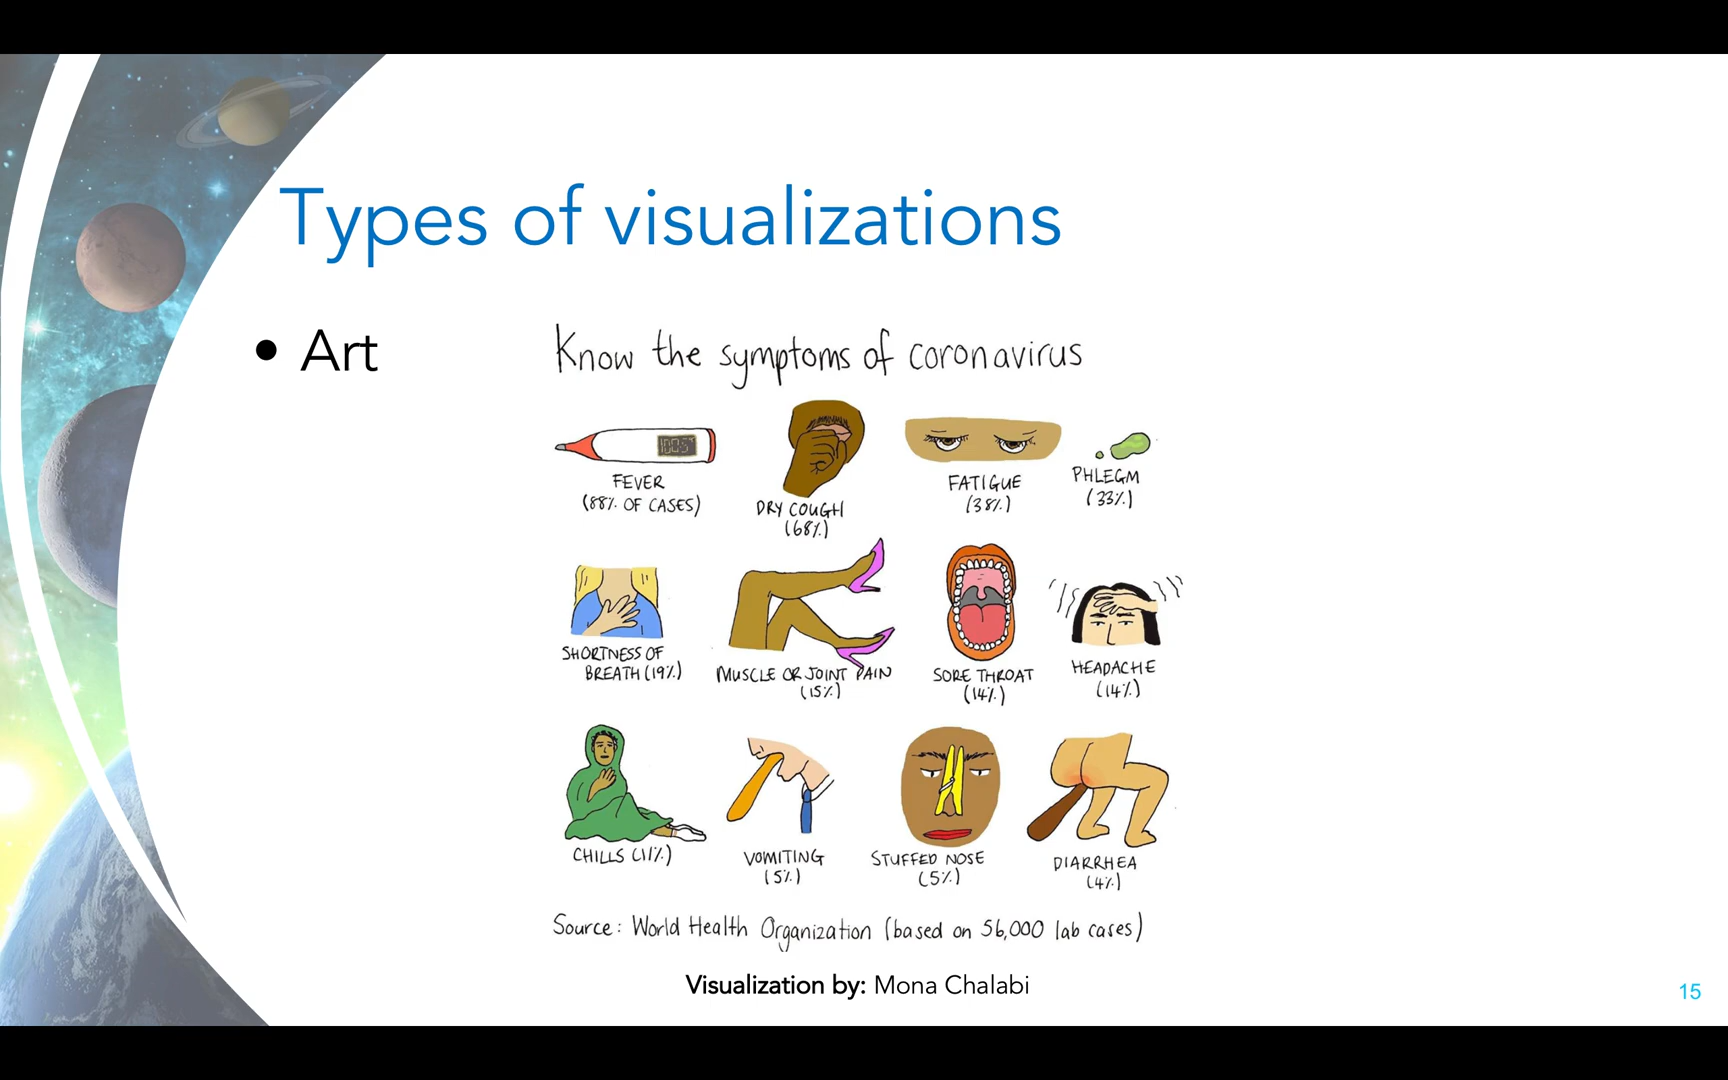 Types of visualizations
• Art
Know the symptoms of coronavirus
100.5°
FEVER
(88% OF CASES)
DRY COUGH
(68%)
FATIGUE
(38%)
PHLEGM
(33%)
SHORTNESS OF
BREATH (19%)
MUSCLE OR JOINT PAIN
(15%)
SORE THROAT
(14%)
HEADACHE
(14%)
CHILLS (11%)
VOMITING
(5%)
STUFFED NOSE
(5%)
DIARRHEA
(4%)
Source: World Health Organization (based on 56,000 lab cases)
Visualization by: Mona Chalabi
15